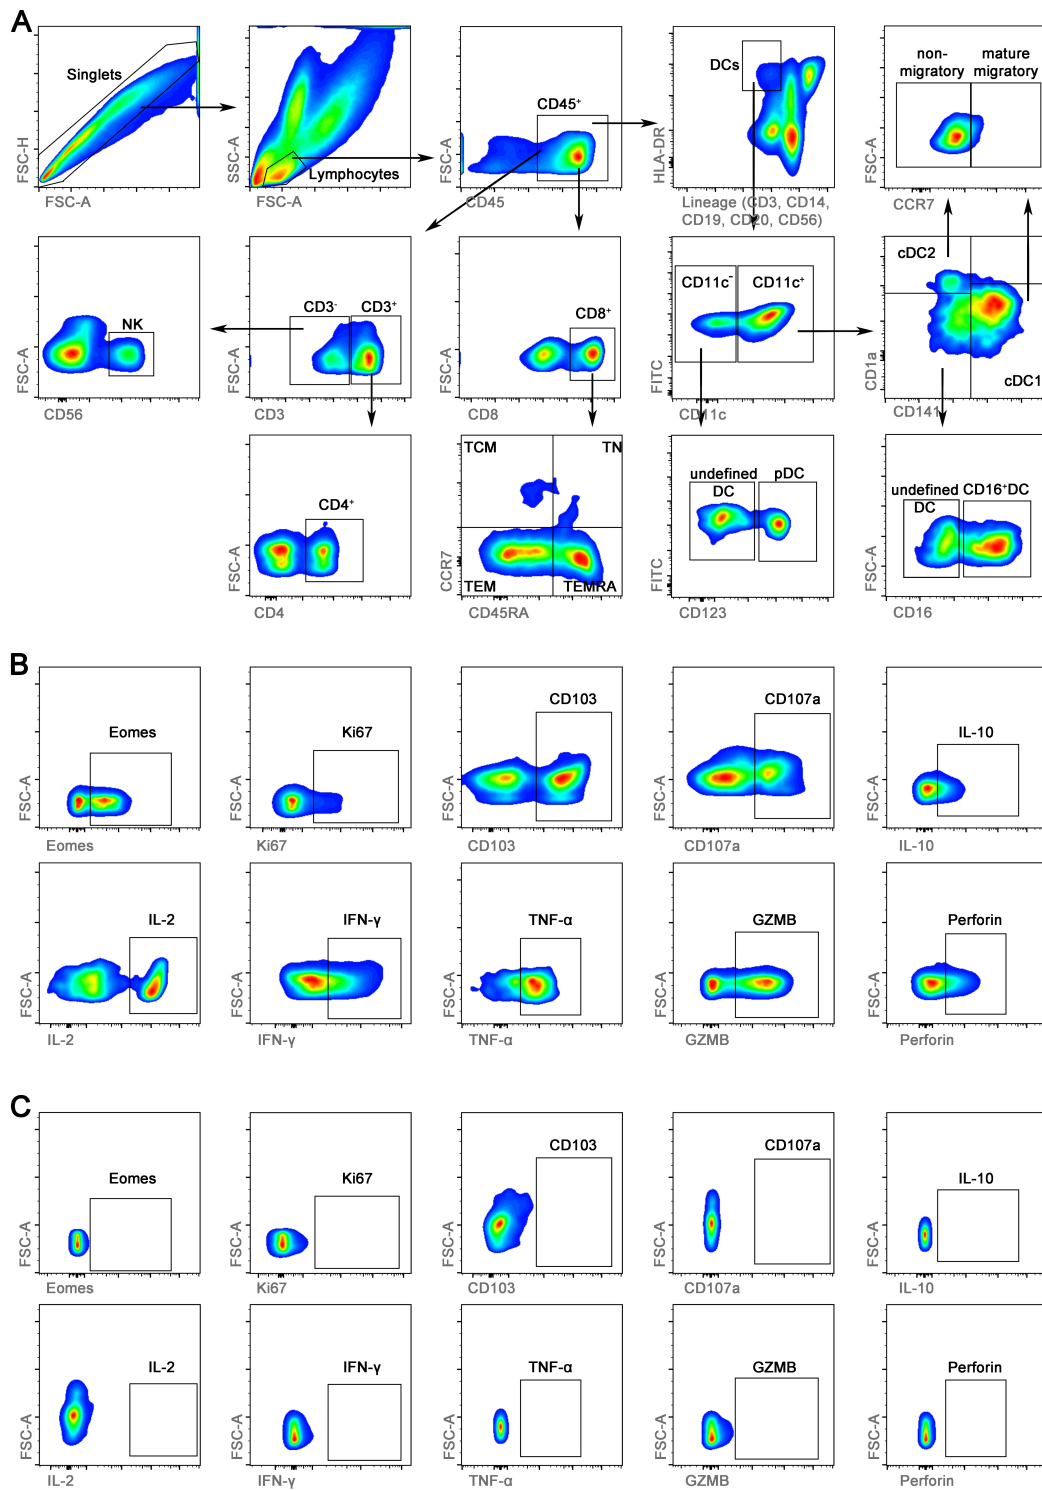 A
Singlets
FSC-H
FSC-A
SSC-A
Lymphocytes
FSC-A
CD45⁺
FSC-A
CD45
DCs
HLA-DR
Lineage (CD3, CD14,
CD19, CD20, CD56)
non-
migratory
mature
migratory
FSC-A
CCR7
NK
FSC-A
CD56
CD3⁻
CD3⁺
FSC-A
CD3
CD8⁺
FSC-A
CD8
CD11c⁻
CD11c⁺
FITC
CD11c
cDC2
cDC1
CD1a
CD141
CD4⁺
FSC-A
CD4
TCM
TN
TEM
TEMRA
CCR7
CD45RA
undefined
DC
pDC
FITC
CD123
undefined
DC
CD16⁺DC
FSC-A
CD16
B
Eomes
FSC-A
Eomes
Ki67
FSC-A
Ki67
CD103
FSC-A
CD103
CD107a
FSC-A
CD107a
IL-10
FSC-A
IL-10
IL-2
FSC-A
IL-2
IFN-γ
FSC-A
IFN-γ
TNF-α
FSC-A
TNF-α
GZMB
FSC-A
GZMB
Perforin
FSC-A
Perforin
C
Eomes
FSC-A
Eomes
Ki67
FSC-A
Ki67
CD103
FSC-A
CD103
CD107a
FSC-A
CD107a
IL-10
FSC-A
IL-10
IL-2
FSC-A
IL-2
IFN-γ
FSC-A
IFN-γ
TNF-α
FSC-A
TNF-α
GZMB
FSC-A
GZMB
Perforin
FSC-A
Perforin